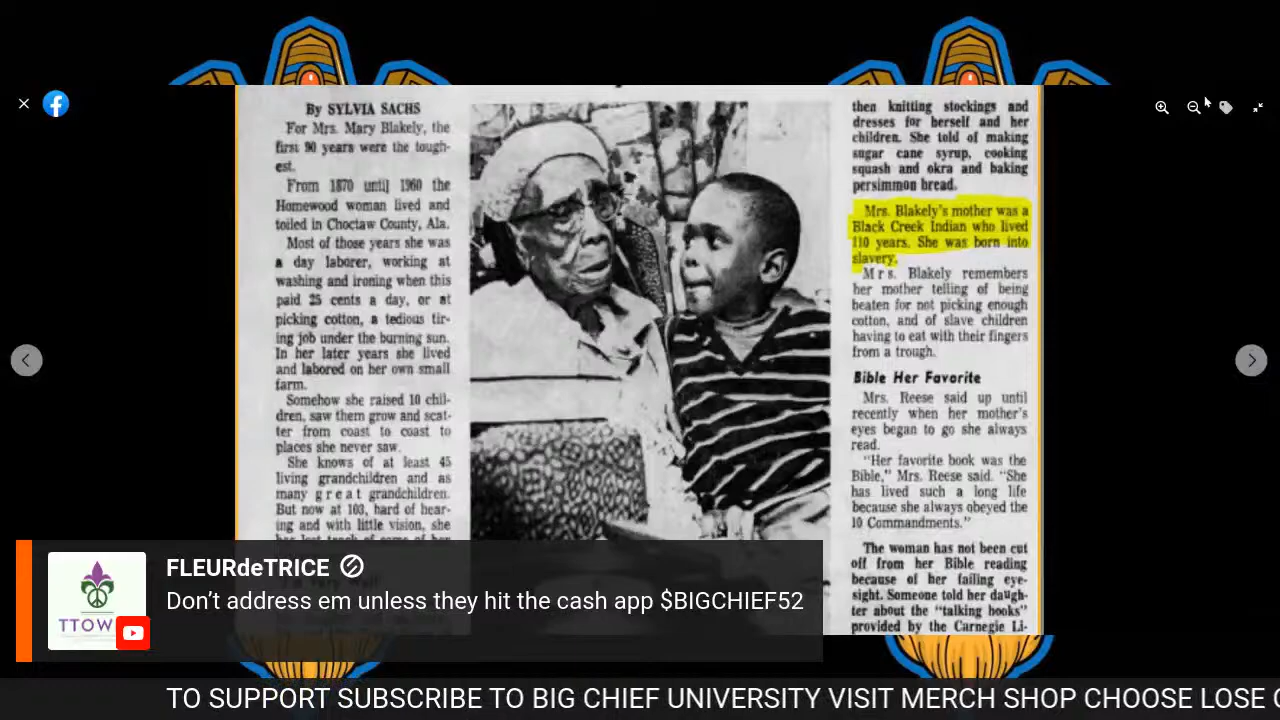 By SYLVIA SACHS
For Mrs. Mary Blakely, the
first 90 years were the tough-
est.
From 1870 until 1960 the
Homewood woman lived and
toiled in Choctaw County, Ala.
Most of those years she was
a day laborer, working at
washing and ironing when this
paid 25 cents a day, or at
picking cotton, a tedious tir-
ing job under the burning sun.
In her later years she lived
and labored on her own small
farm.
Somehow she raised 10 chil-
dren, saw them grow and scat-
ter from coast to coast to
places she never saw.
She knows of at least 45
living grandchildren and as
many great grandchildren.
But now at 103, hard of hear-
ing and with little vision, she
then knitting stockings and
dresses for herself and her
children. She told of making
sugar cane syrup, cooking
squash and okra and baking
persimmon bread.
Mrs. Blakely's mother was a
Black Creek Indian who lived
110 years. She was born into
slavery.
Mrs. Blakely remembers
her mother telling of being
beaten for not picking enough
cotton, and of slave children
having to eat with their fingers
from a trough.
Bible Her Favorite
Mrs. Reese said up until
recently when her mother's
eyes began to go she always
read.
"Her favorite book was the
Bible," Mrs. Reese said. "She
has lived such a long life
because she always obeyed the
10 Commandments."
The woman has not been cut
off from her Bible reading
because of her failing eye-
sight. Someone told her daugh-
ter about the "talking books"
provided by the Carnegie Li-
TTOW
FLEURdeTRICE
Don't address em unless they hit the cash app $BIGCHIEF52
TO SUPPORT SUBSCRIBE TO BIG CHIEF UNIVERSITY VISIT MERCH SHOP CHOOSE LOSE